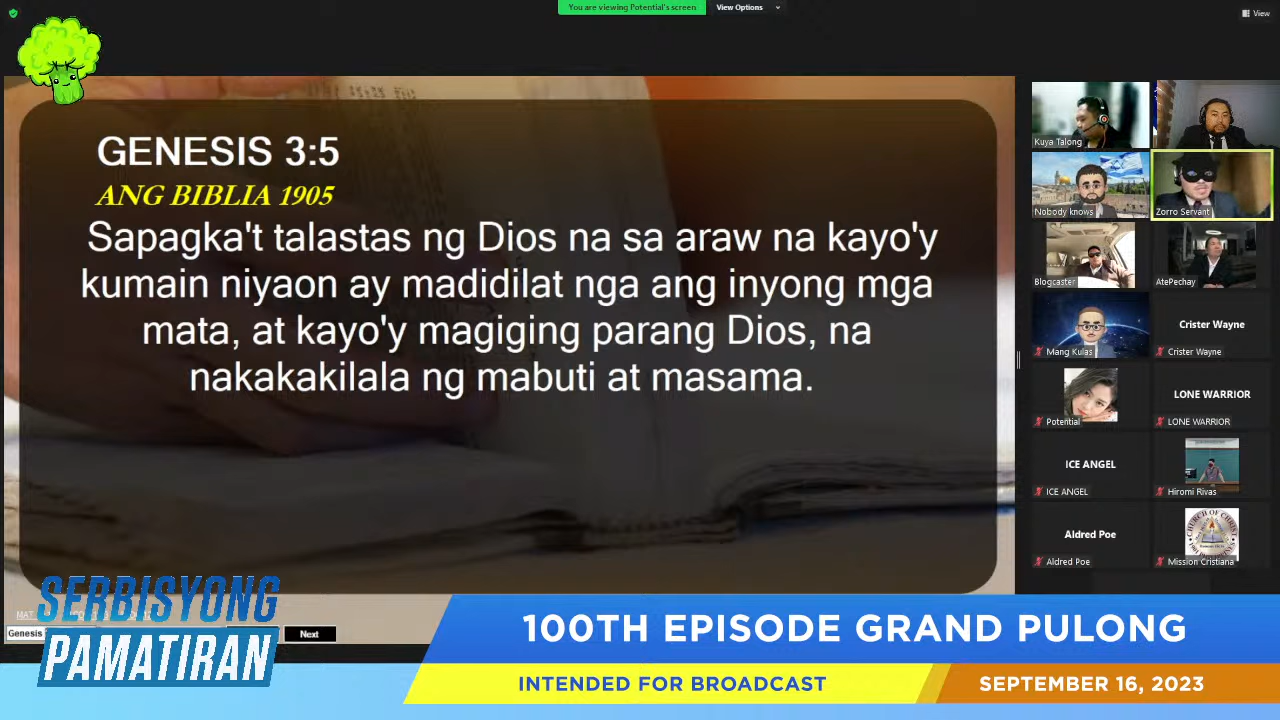 You are viewing Potential's screen
View Options
View
GENESIS 3:5
ANG BIBLIA 1905
Sapagka't talastas ng Dios na sa araw na kayo'y
kumain niyaon ay madidilat nga ang inyong mga
mata, at kayo'y magiging parang Dios, na
nakakakilala ng mabuti at masama.
Kuya Talong
Nobody knows
Zorro Servant
Blogcaster
AtePechay
Mang Kulas
Crister Wayne
Crister Wayne
Potential
LONE WARRIOR
LONE WARRIOR
ICE ANGEL
ICE ANGEL
Hiromi Rivas
Aldred Poe
Aldred Poe
CHURCH OF CHRIST
Mission Cristiana
MAT
Genesis
Next
SERBISYONG
PAMATIRAN
100TH EPISODE GRAND PULONG
INTENDED FOR BROADCAST
SEPTEMBER 16, 2023